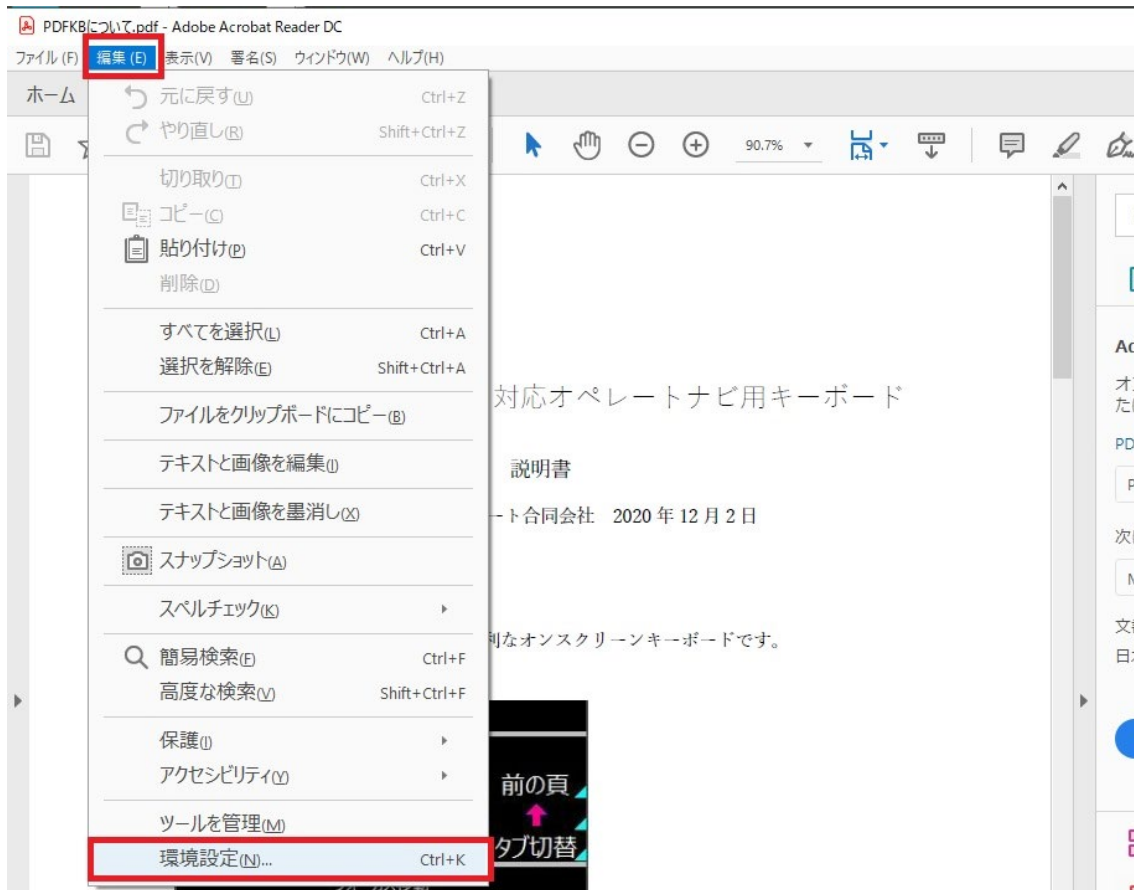 PDFKBについて.pdf - Adobe Acrobat Reader DC
ファイル(F) 編集(E) 表示(V) 署名(S) ウィンドウ(W) ヘルプ(H)
ホーム
元に戻す(U) Ctrl+Z
やり直し(R) Shift+Ctrl+Z
90.7%
切り取り(T) Ctrl+X
コピー(C) Ctrl+C
貼り付け(P) Ctrl+V
削除(D)
すべてを選択(L) Ctrl+A
選択を解除(E) Shift+Ctrl+A
ファイルをクリップボードにコピー(B)
テキストと画像を編集(I)
テキストと画像を墨消し(X)
スナップショット(A)
スペルチェック(K)
簡易検索(F) Ctrl+F
高度な検索(V) Shift+Ctrl+F
保護(I)
アクセシビリティ(Y)
ツールを管理(M)
環境設定(N)... Ctrl+K
対応オペレートナビ用キーボード
説明書
ート合同会社 2020年12月2日
利なオンスクリーンキーボードです。
前の頁
タブ切替
PD